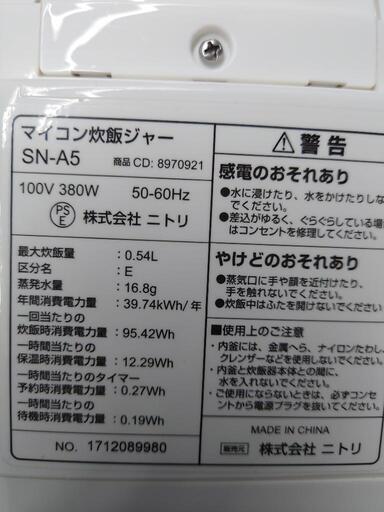 マイコン炊飯ジャー
SN-A5 商品 CD: 8970921
100V 380W 50-60Hz
PS
E 株式会社 ニトリ
最大炊飯量 : 0.54L
区分名 : E
蒸発水量 : 16.8g
年間消費電力量 : 39.74kWh/年
一回当たりの
炊飯時消費電力量 : 95.42Wh
一時間当たりの
保温時消費電力量 : 12.29Wh
一時間当たりのタイマー
予約時消費電力量 : 0.27Wh
一時間当たりの
待機時消費電力量 : 0.19Wh
NO. 1712089980
警告
感電のおそれあり
●水に浸けたり、水をかけたりしな
でください。
●差込がゆるく、ぐらぐらしている場
はコンセントを修理してください。
やけどのおそれあり
●蒸気口に手や顔を近付けたり、
手を触れないでください。
●炊飯中はふたを開けないでください
■使用上のご注意
・内釜には、金属へら、ナイロンたわし、
クレンザーなどを使用しないでください。
・内釜と炊飯器本体との間に、
水を入れないでください。
・ご使用にならないときは、必ずコンセ
ントから電源プラグを抜いてください。
MADE IN CHINA
販売元 株式会社 ニトリ